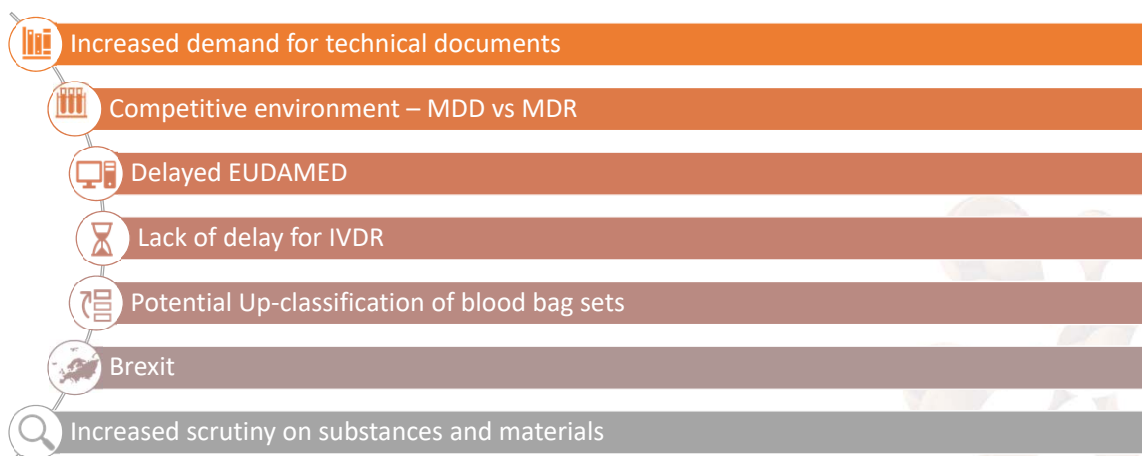 Increased demand for technical documents
Competitive environment – MDD vs MDR
Delayed EUDAMED
Lack of delay for IVDR
Potential Up-classification of blood bag sets
Brexit
Increased scrutiny on substances and materials